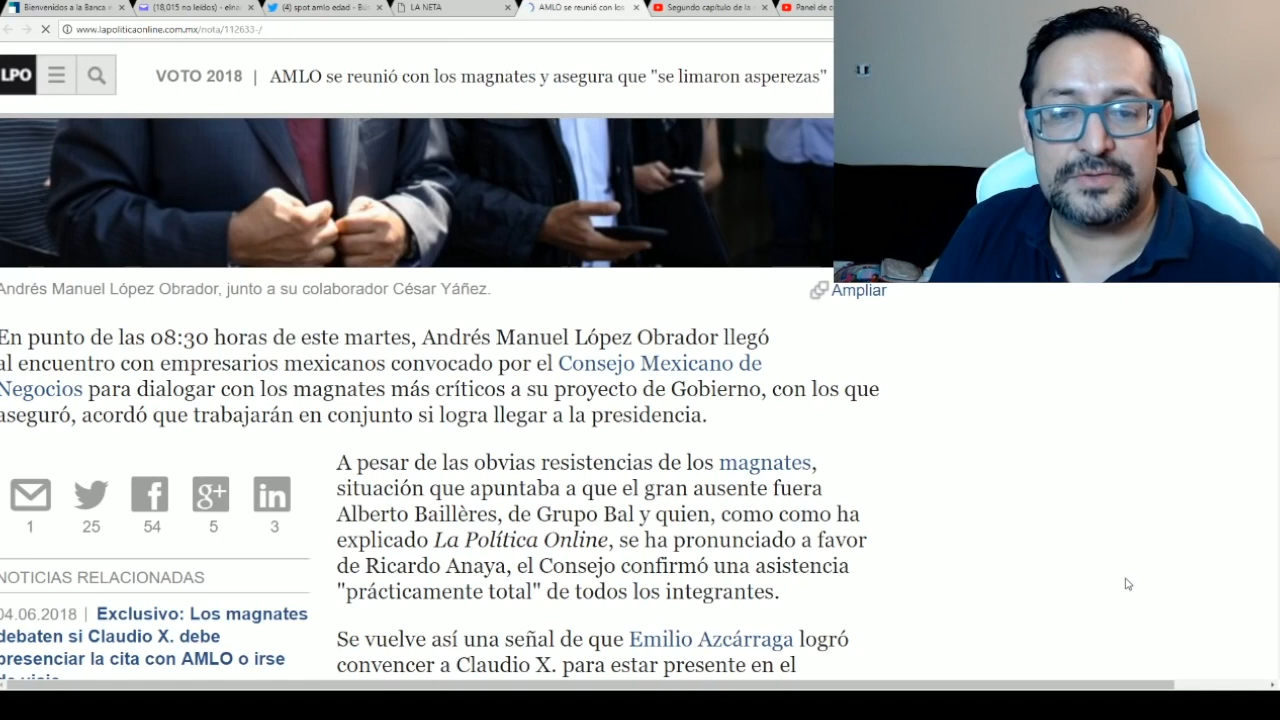 Bienvenidos a la Banca e
(18,015 no leídos) - elna
(4) spot amlo edad - Bú
LA NETA
AMLO se reunió con los
Segundo capítulo de la
Panel de c
www.lapoliticaonline.com.mx/nota/112633-/
LPO
VOTO 2018 | AMLO se reunió con los magnates y asegura que "se limaron asperezas"
Andrés Manuel López Obrador, junto a su colaborador César Yáñez.
Ampliar
En punto de las 08:30 horas de este martes, Andrés Manuel López Obrador llegó
al encuentro con empresarios mexicanos convocado por el Consejo Mexicano de
Negocios para dialogar con los magnates más críticos a su proyecto de Gobierno, con los que
aseguró, acordó que trabajarán en conjunto si logra llegar a la presidencia.
A pesar de las obvias resistencias de los magnates,
situación que apuntaba a que el gran ausente fuera
Alberto Baillères, de Grupo Bal y quien, como como ha
explicado La Política Online, se ha pronunciado a favor
de Ricardo Anaya, el Consejo confirmó una asistencia
"prácticamente total" de todos los integrantes.
Se vuelve así una señal de que Emilio Azcárraga logró
convencer a Claudio X. para estar presente en el
1 25 54 5 3
NOTICIAS RELACIONADAS
04.06.2018 | Exclusivo: Los magnates
debaten si Claudio X. debe
presenciar la cita con AMLO o irse
de viaje